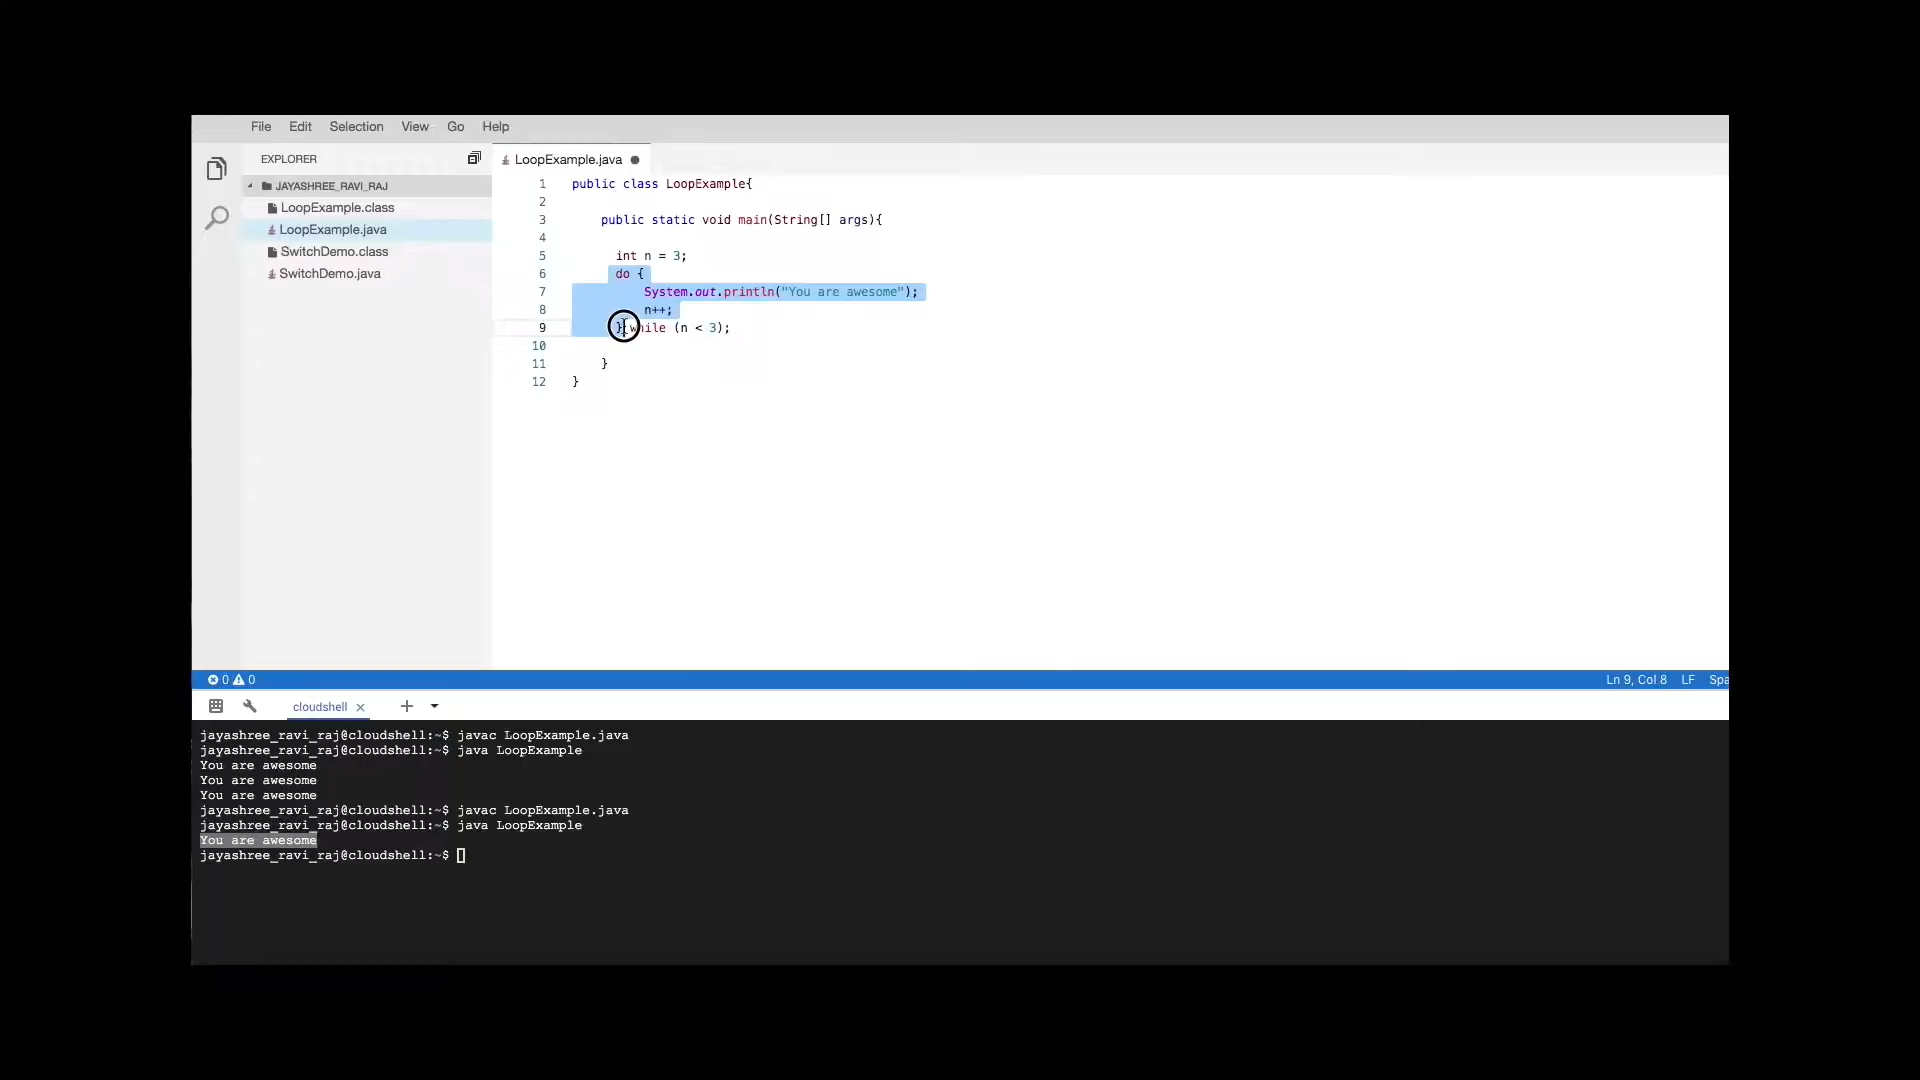 File Edit Selection View Go Help
EXPLORER
JAYASHREE_RAVI_RAJ
LoopExample.class
LoopExample.java
SwitchDemo.class
SwitchDemo.java
LoopExample.java
1 public class LoopExample{
2
3 public static void main(String[] args){
4
5 int n = 3;
6 do {
7 System.out.println("You are awesome");
8 n++;
9 } while (n < 3);
10
11 }
12 }
0 0 Ln 9, Col 8 LF Spa
cloudshell
jayashree_ravi_raj@cloudshell:~$ javac LoopExample.java
jayashree_ravi_raj@cloudshell:~$ java LoopExample
You are awesome
You are awesome
You are awesome
jayashree_ravi_raj@cloudshell:~$ javac LoopExample.java
jayashree_ravi_raj@cloudshell:~$ java LoopExample
You are awesome
jayashree_ravi_raj@cloudshell:~$